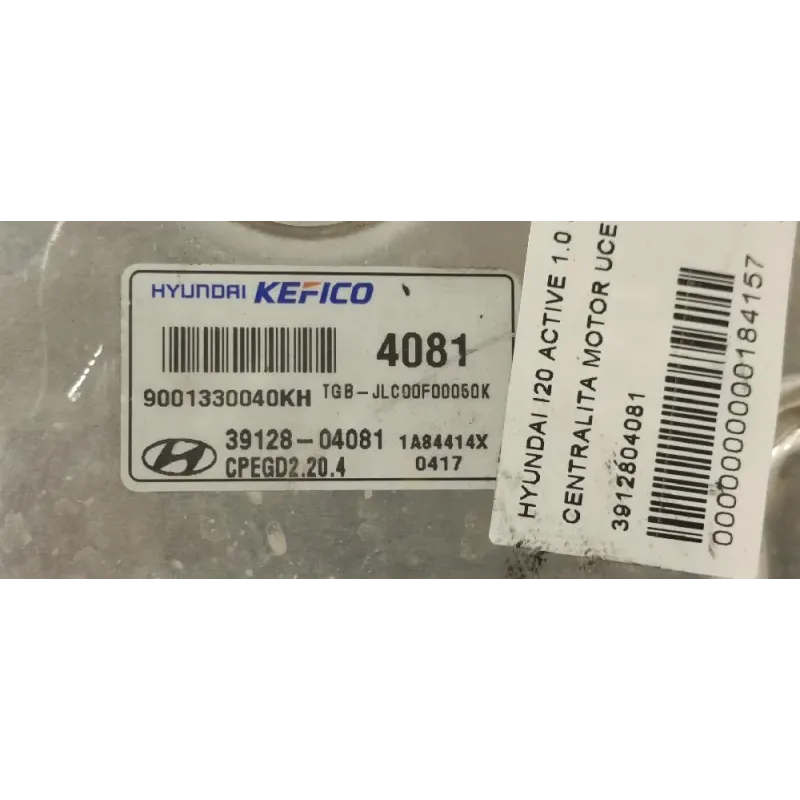 HYUNDAI KEFICO
4081
9001330040KH TGB-JLC00F00050K
39128-04081 1A84414X
CPEGD2.20.4 0417
HYUNDAI I20 ACTIVE 1.0
CENTRALITA MOTOR UCE
3912804081
0000000000184157